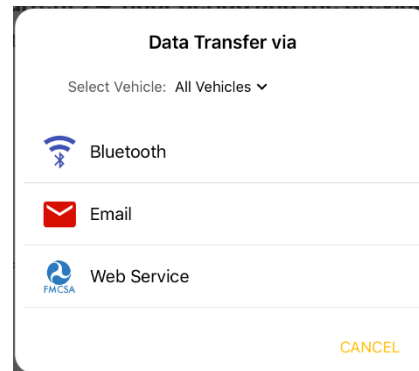 Data Transfer via
Select Vehicle: All Vehicles
Bluetooth
Email
Web Service
FMCSA
CANCEL